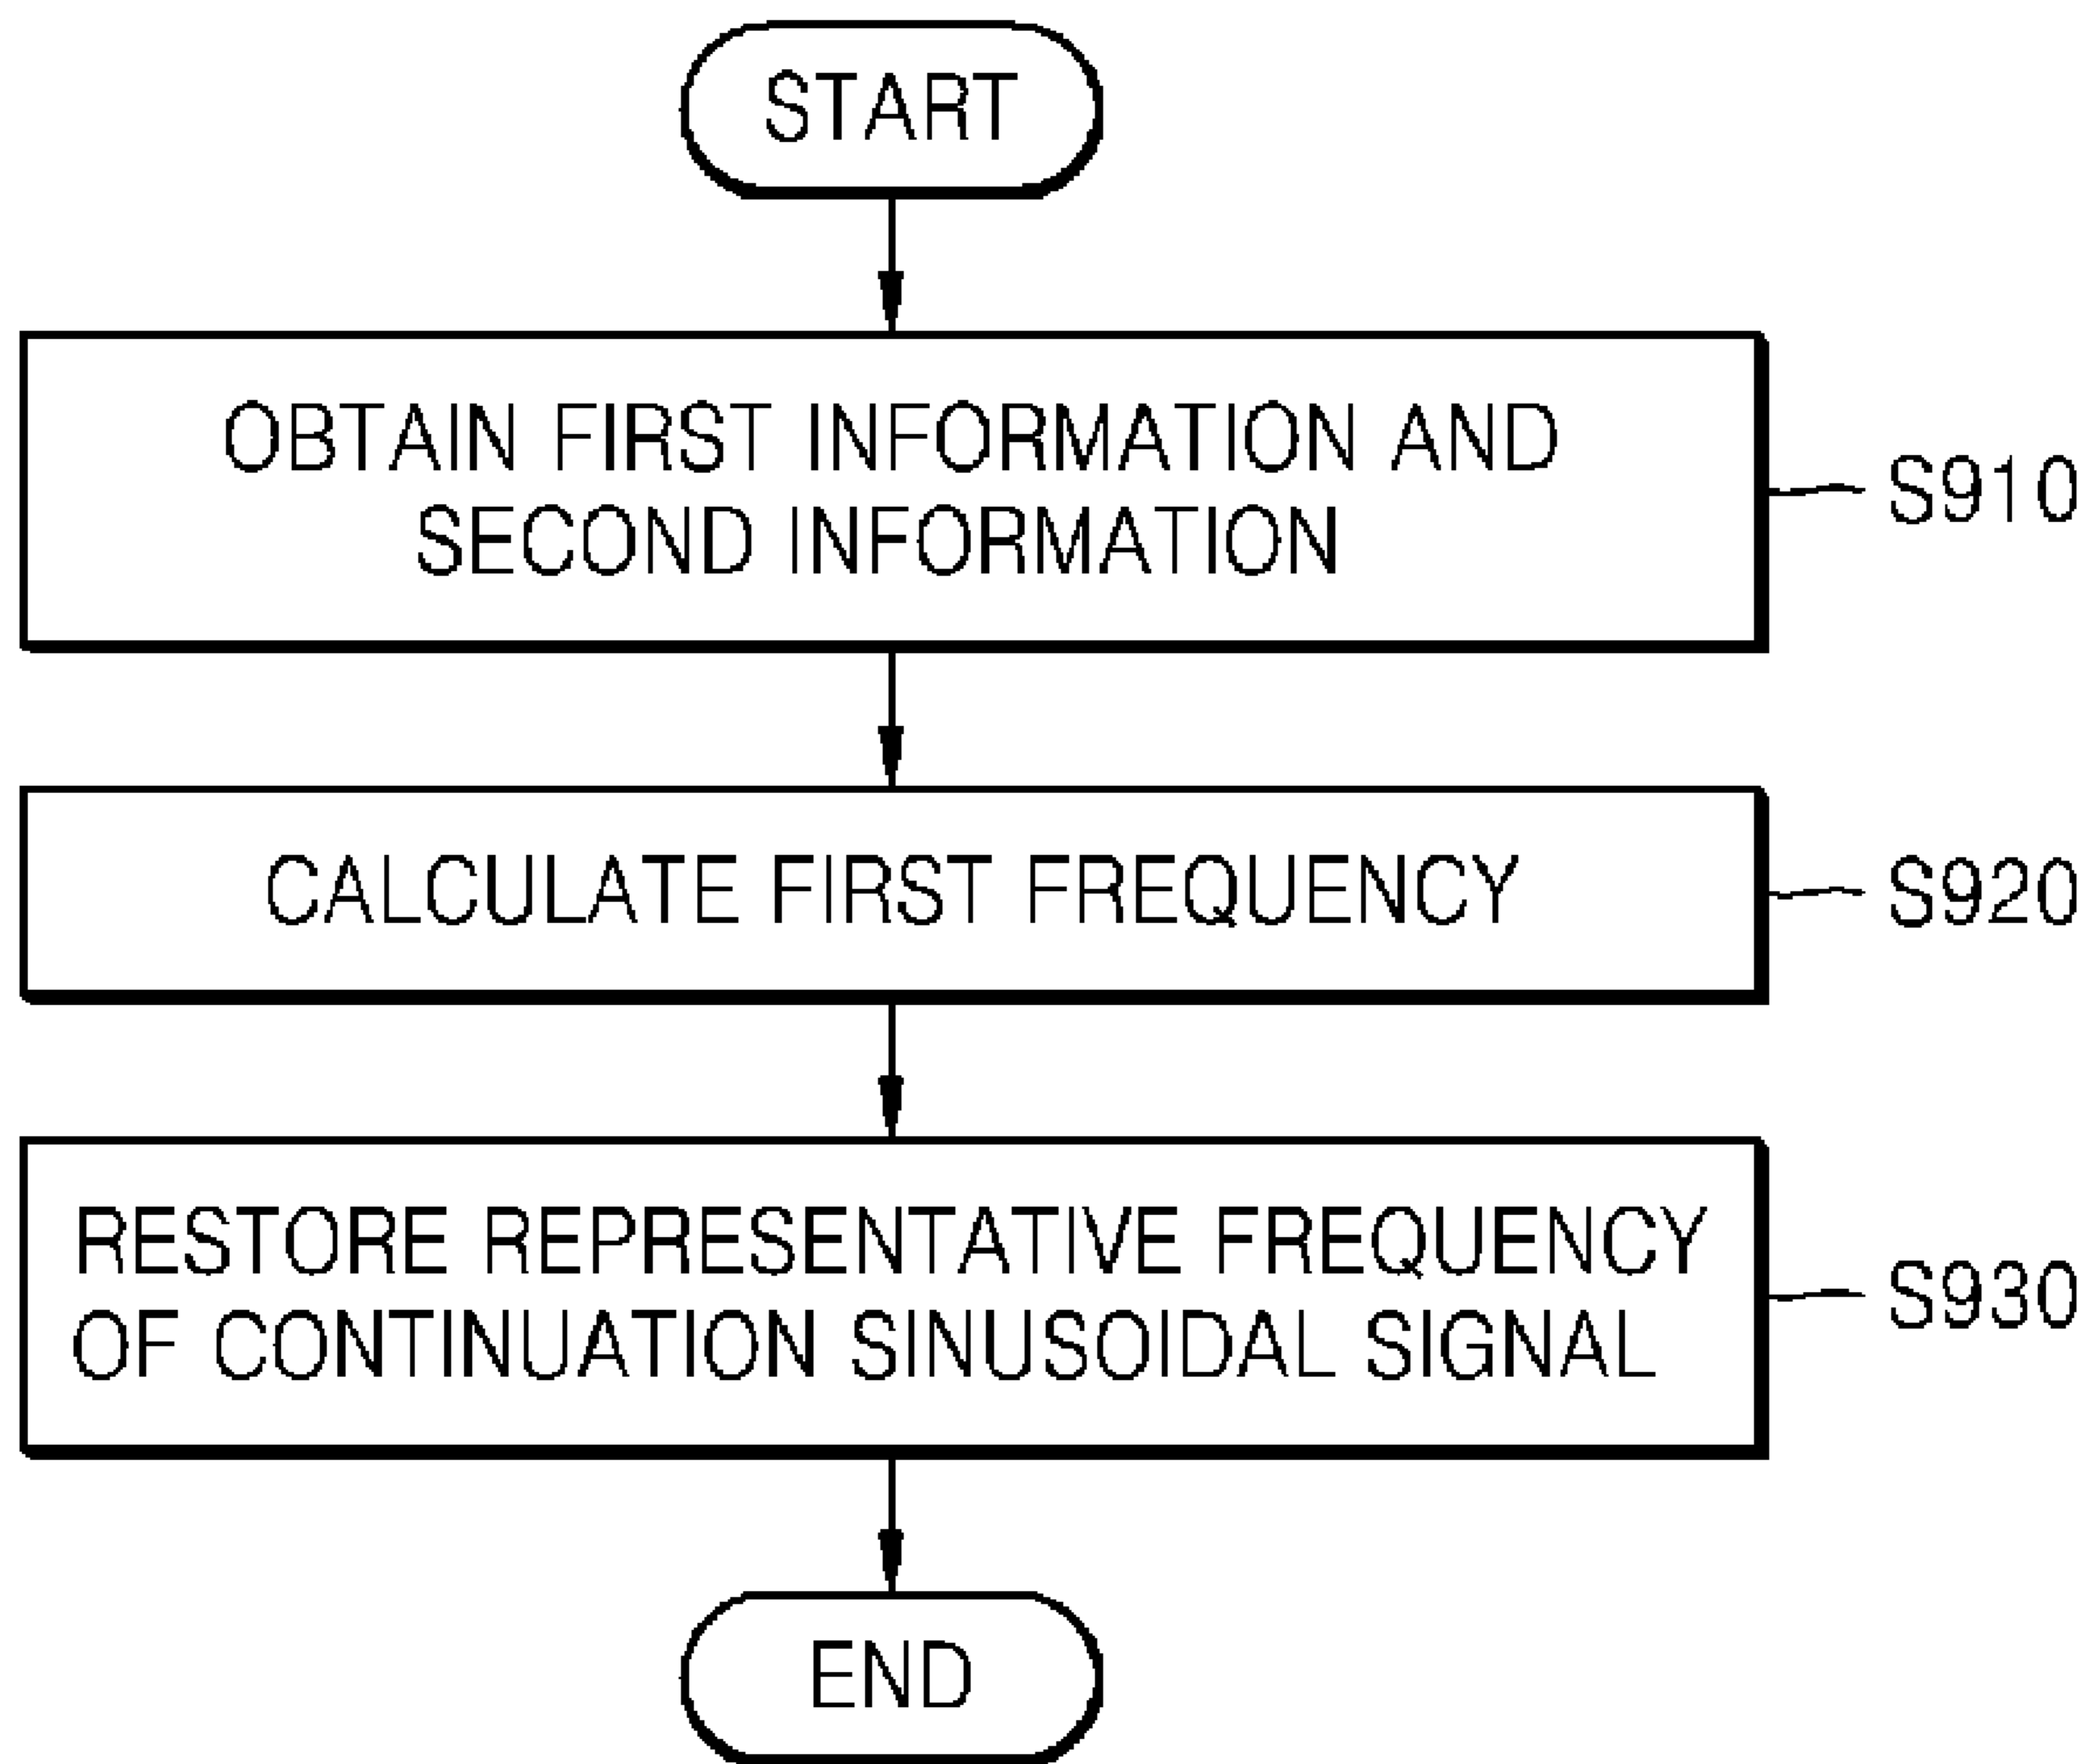 START
OBTAIN FIRST INFORMATION AND
SECOND INFORMATION
S910
CALCULATE FIRST FREQUENCY
S920
RESTORE REPRESENTATIVE FREQUENCY
OF CONTINUATION SINUSOIDAL SIGNAL
S930
END